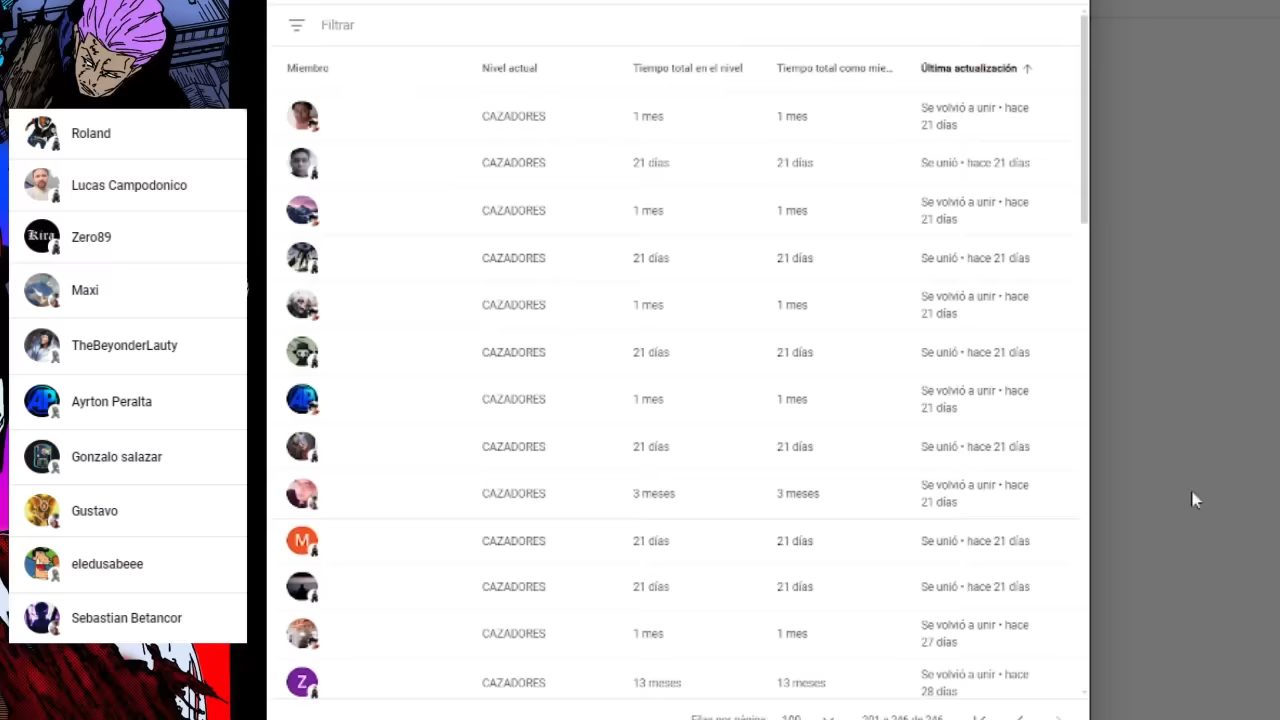 Filtrar
Miembro Nivel actual Tiempo total en el nivel Tiempo total como mie... Última actualización ↑
CAZADORES 1 mes 1 mes Se volvió a unir • hace
21 días
CAZADORES 21 días 21 días Se unió • hace 21 días
CAZADORES 1 mes 1 mes Se volvió a unir • hace
21 días
CAZADORES 21 días 21 días Se unió • hace 21 días
CAZADORES 1 mes 1 mes Se volvió a unir • hace
21 días
CAZADORES 21 días 21 días Se unió • hace 21 días
AP CAZADORES 1 mes 1 mes Se volvió a unir • hace
21 días
CAZADORES 21 días 21 días Se unió • hace 21 días
CAZADORES 3 meses 3 meses Se volvió a unir • hace
21 días
M CAZADORES 21 días 21 días Se unió • hace 21 días
CAZADORES 21 días 21 días Se unió • hace 21 días
CAZADORES 1 mes 1 mes Se volvió a unir • hace
27 días
Z CAZADORES 13 meses 13 meses Se volvió a unir • hace
28 días
Roland
Lucas Campodonico
Kira Zero89
Maxi
TheBeyonderLauty
AP Ayrton Peralta
Gonzalo salazar
Gustavo
eledusabeee
Sebastian Betancor